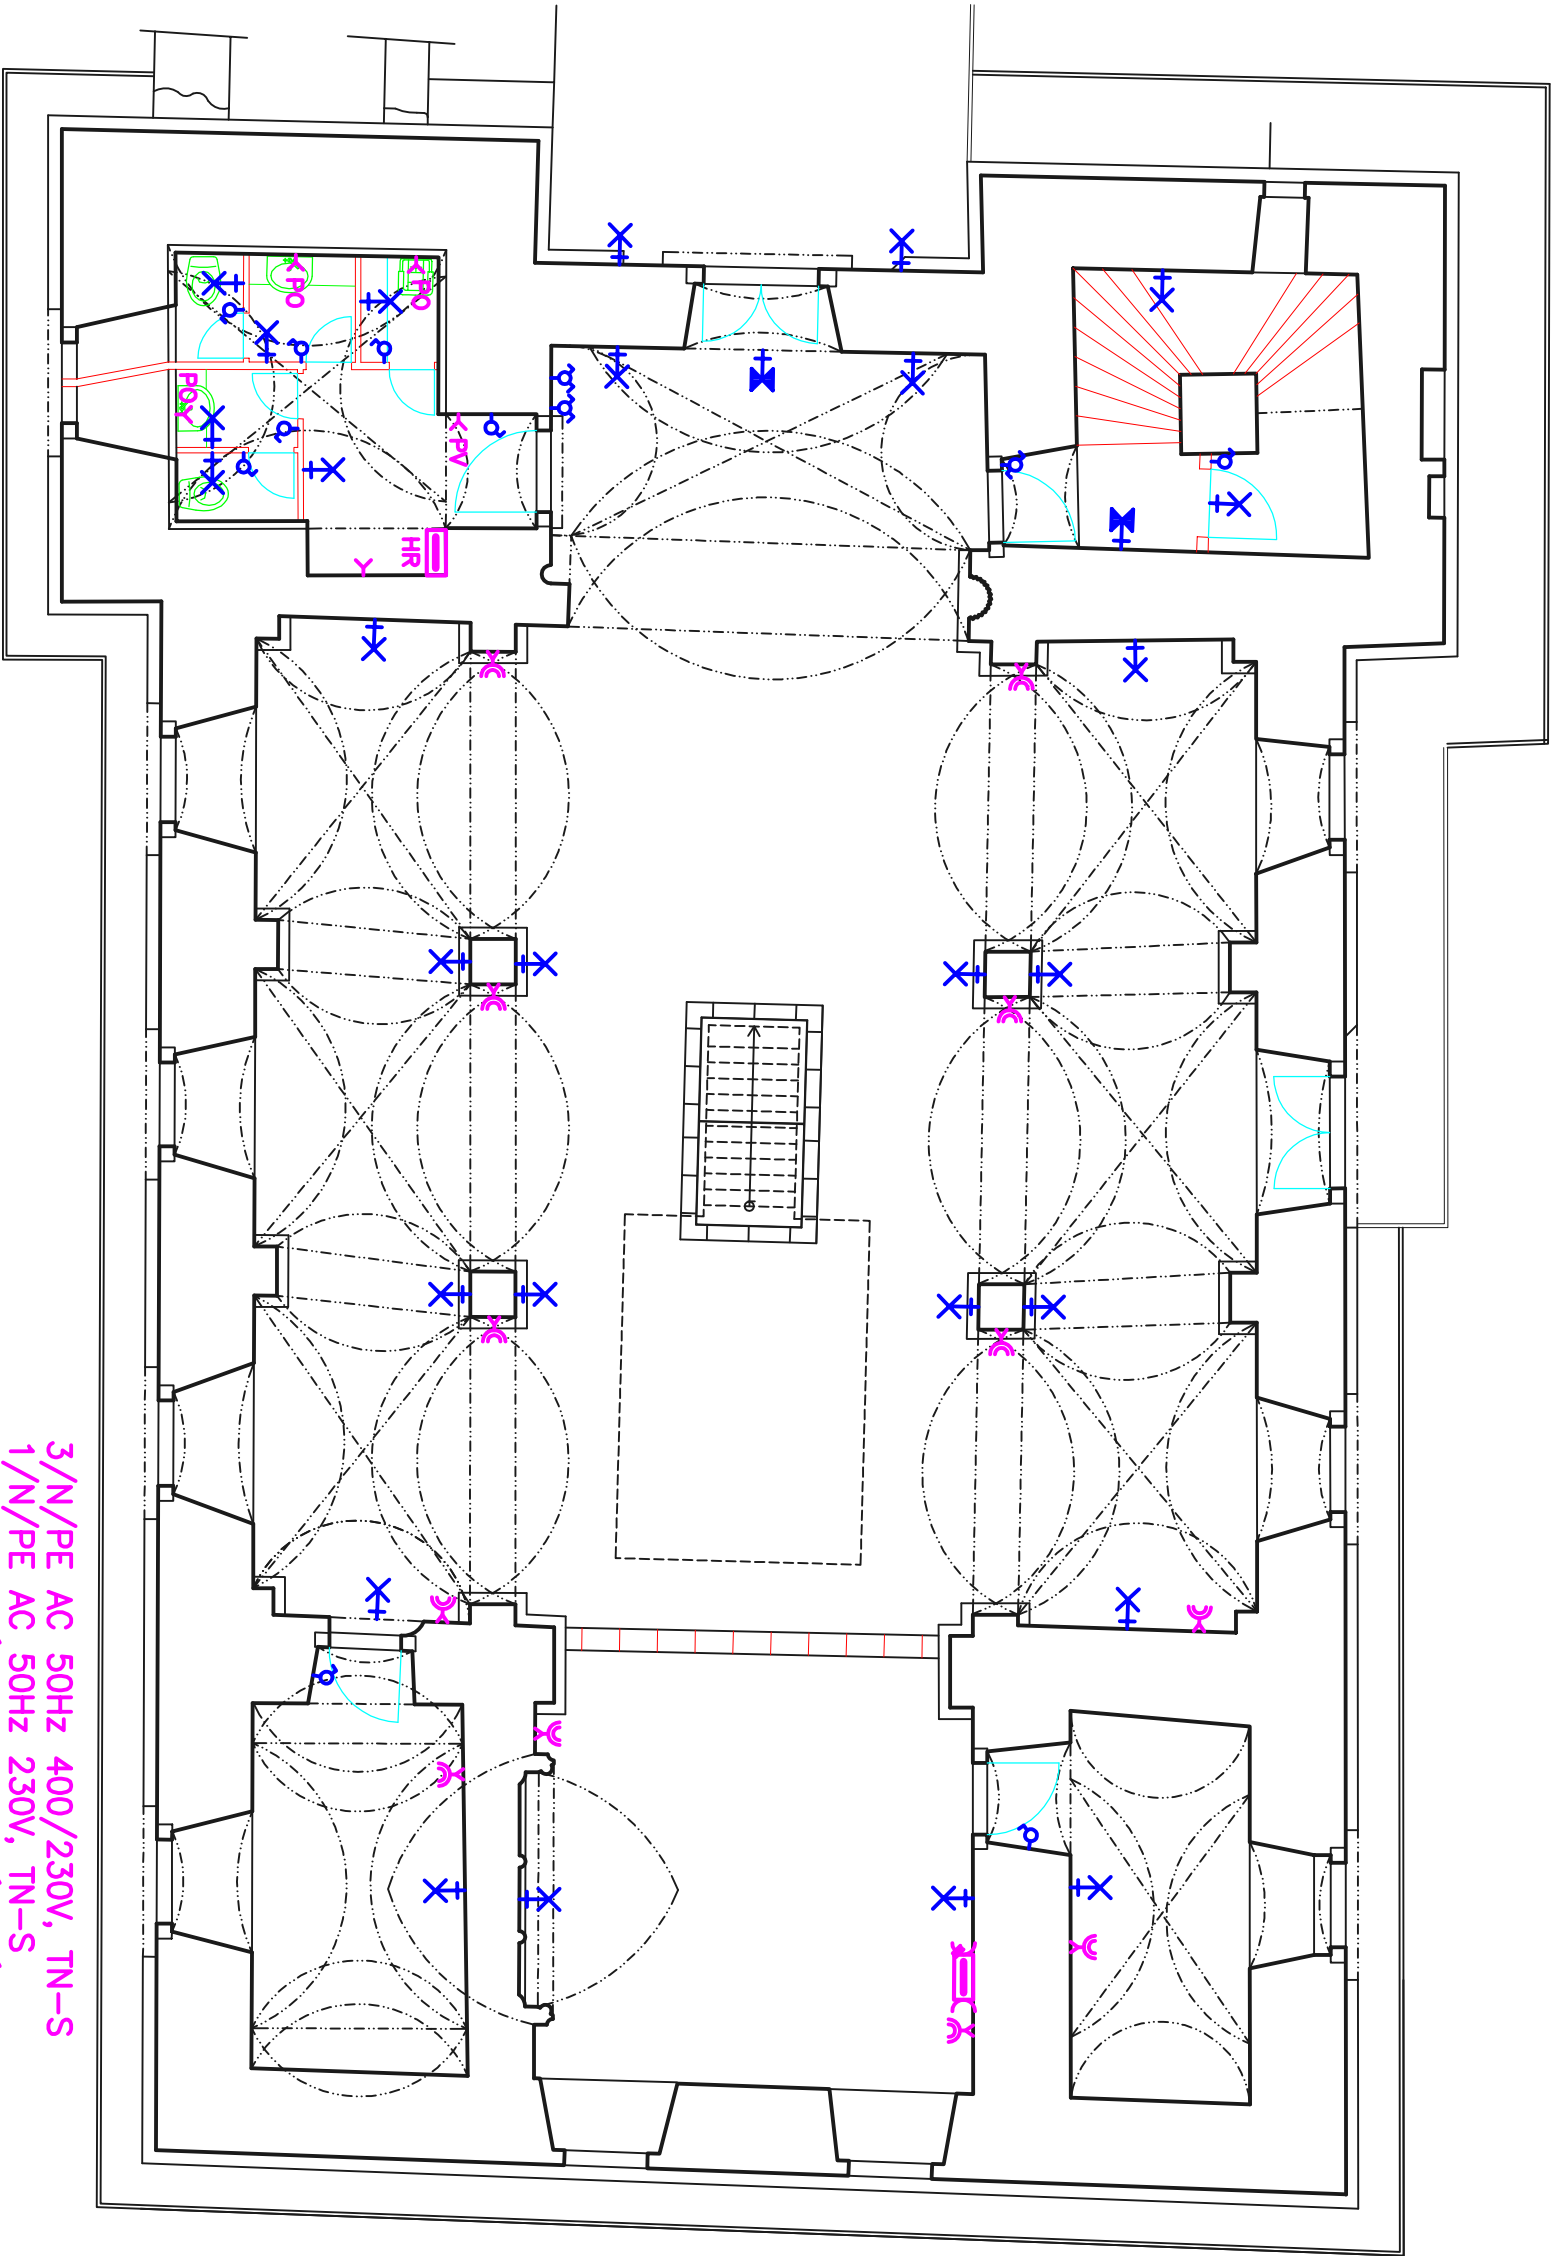 PO
PO
PO
PV
HR
3/N/PE AC 50Hz 400/230V, TN-S
1/N/PE AC 50Hz 230V, TN-S